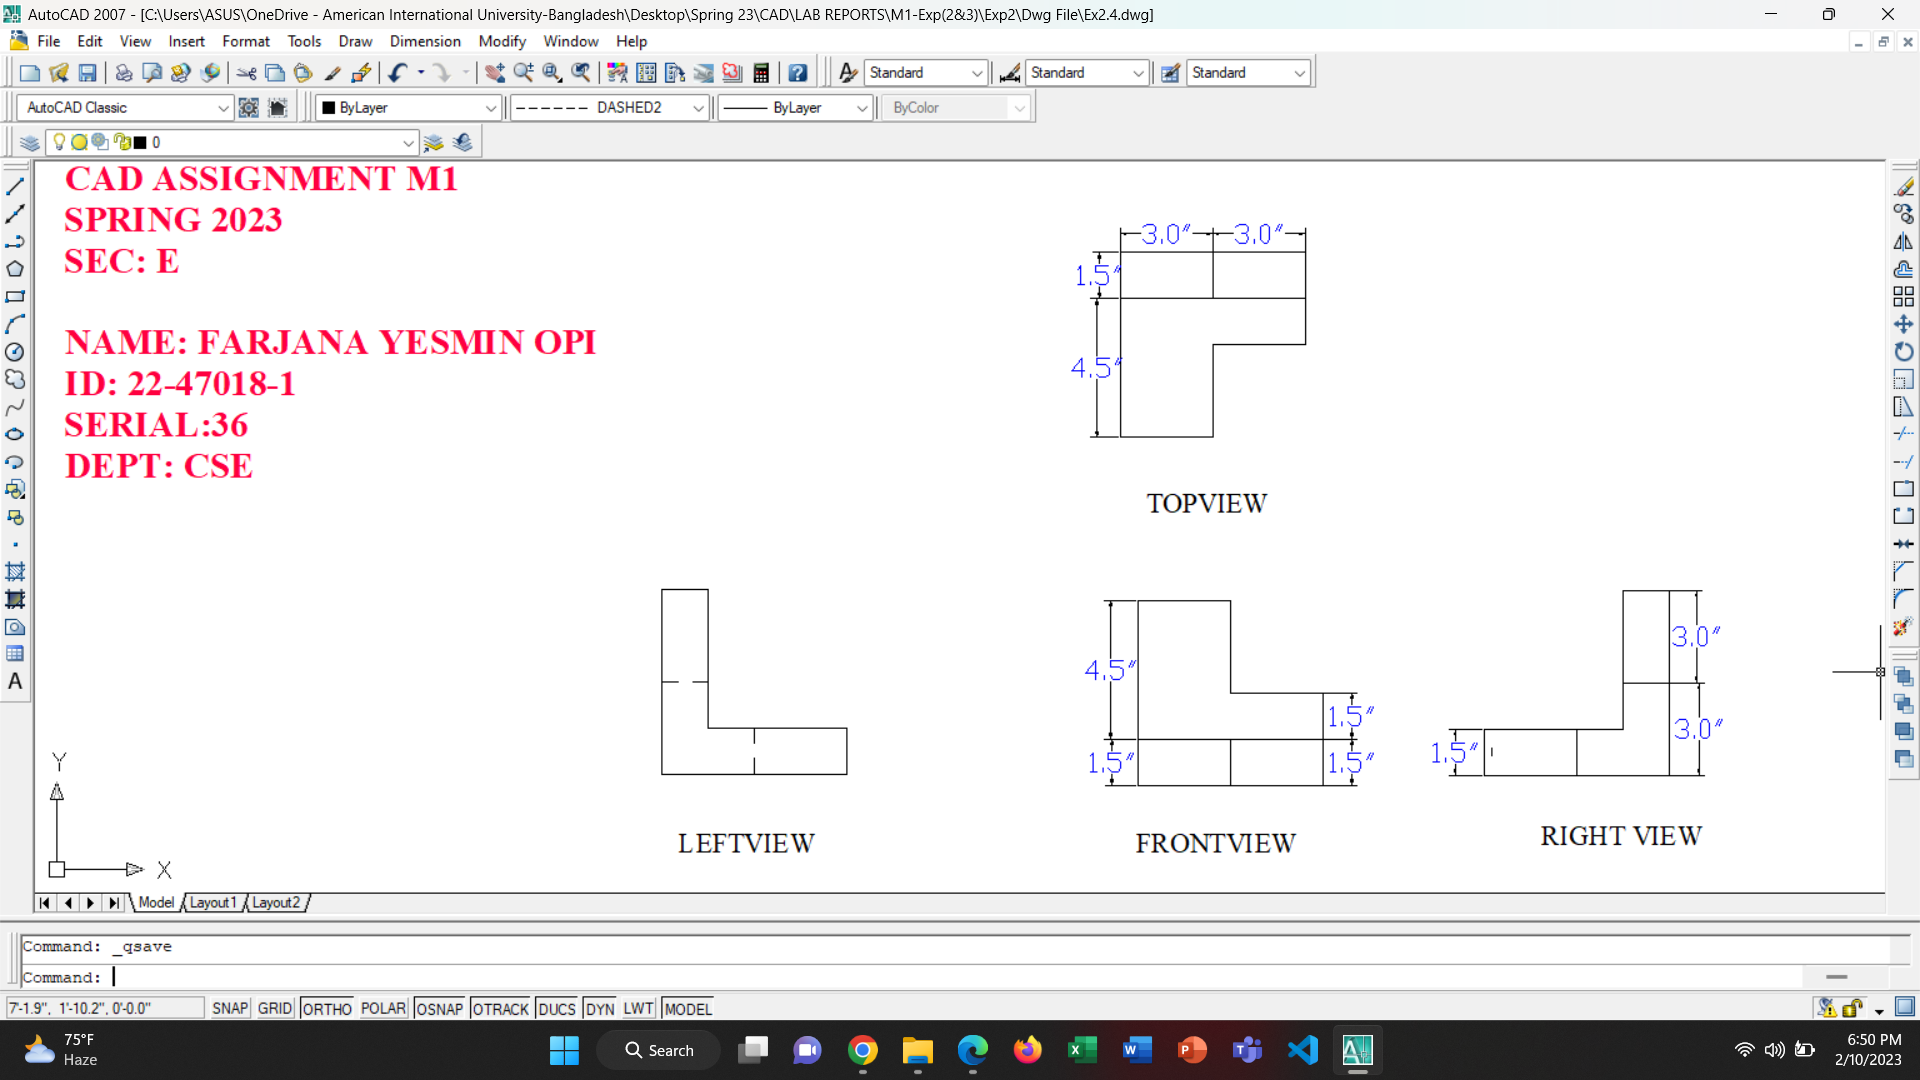 AutoCAD 2007 - [C:\Users\ASUS\OneDrive - American International University-Bangladesh\Desktop\Spring 23\CAD\LAB REPORTS\M1-Exp(2&3)\Exp2\Dwg File\Ex2.4.dwg]
File Edit View Insert Format Tools Draw Dimension Modify Window Help
Standard Standard Standard
AutoCAD Classic ByLayer DASHED2 ByLayer ByColor
0
CAD ASSIGNMENT M1
SPRING 2023
SEC: E
NAME: FARJANA YESMIN OPI
ID: 22-47018-1
SERIAL:36
DEPT: CSE
3.0" 3.0"
1.5"
4.5"
TOPVIEW
4.5"
1.5"
1.5" 1.5"
3.0"
3.0"
1.5"
LEFTVIEW FRONTVIEW RIGHT VIEW
Y
X
Model Layout1 Layout2
Command: _qsave
Command:
7'-1.9", 1'-10.2", 0'-0.0" SNAP GRID ORTHO POLAR OSNAP OTRACK DUCS DYN LWT MODEL
75°F
Haze
Search
6:50 PM
2/10/2023